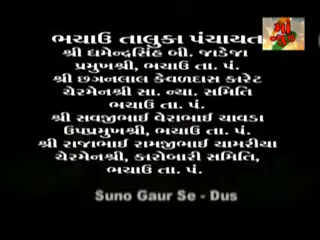 ભચાઉ તાલુકા પંચાયત
શ્રી ધર્મેન્દ્રસિંહ બી. જાડેજા
પ્રમુખશ્રી, ભચાઉ તા. પં.
શ્રી છગનલાલ કેવળદાસ કારેટ
ચેરમેનશ્રી સા. ન્યા. સમિતિ
ભચાઉ તા. પં.
શ્રી સવજીભાઈ વેરાભાઈ ચાવડા
ઉપપ્રમુખશ્રી, ભચાઉ તા. પં.
શ્રી રાજાભાઈ રામજીભાઈ ચામરીયા
ચેરમેનશ્રી, કારોબારી સમિતિ,
ભચાઉ તા. પં.
Suno Gaur Se - Dus